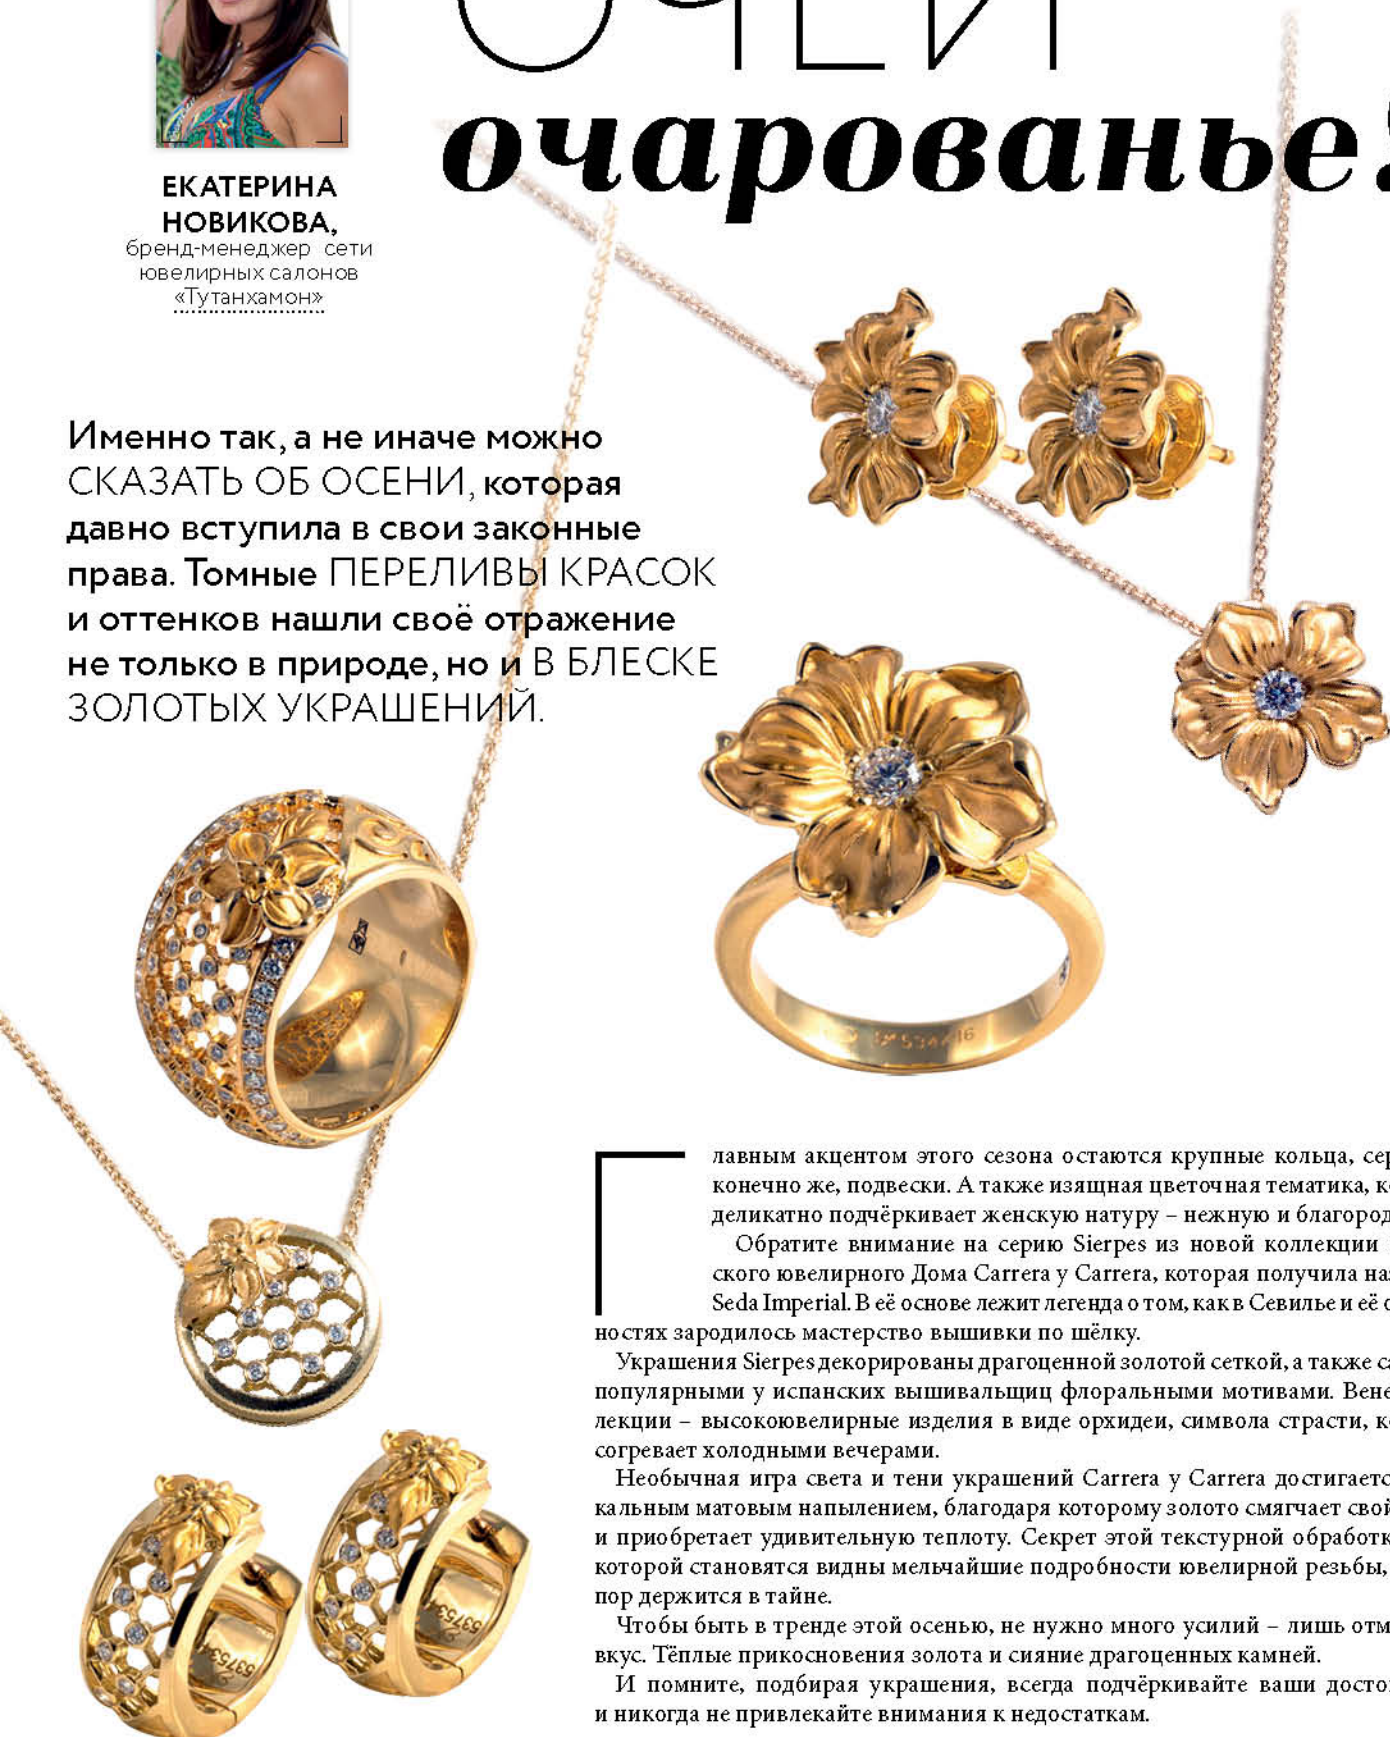 ОЧЕЙ
очарованье!
ЕКАТЕРИНА
НОВИКОВА,
бренд-менеджер сети
ювелирных салонов
«Тутанхамон»
Именно так, а не иначе можно
СКАЗАТЬ ОБ ОСЕНИ, которая
давно вступила в свои законные
права. Томные ПЕРЕЛИВЫ КРАСОК
и оттенков нашли своё отражение
не только в природе, но и В БЛЕСКЕ
ЗОЛОТЫХ УКРАШЕНИЙ.
Главным акцентом этого сезона остаются крупные кольца,
конечно же, подвески. А также изящная цветочная тематика,
деликатно подчёркивает женскую натуру – нежную и
Обратите внимание на серию Sierpes из новой коллекции
ского ювелирного Дома Carrera y Carrera, которая получила
Seda Imperial. В её основе лежит легенда о том, как в Севилье и её
ностях зародилось мастерство вышивки по шёлку.
Украшения Sierpes декорированы драгоценной золотой сеткой, а также
популярными у испанских вышивальщиц флоральными мотивами.
лекции – высокоювелирные изделия в виде орхидеи, символа страсти,
согревает холодными вечерами.
Необычная игра света и тени украшений Carrera y Carrera
кальным матовым напылением, благодаря которому золото смягчает
и приобретает удивительную теплоту. Секрет этой текстурной
которой становятся видны мельчайшие подробности ювелирной резьбы,
пор держится в тайне.
Чтобы быть в тренде этой осенью, не нужно много усилий – лишь
вкус. Тёплые прикосновения золота и сияние драгоценных камней.
И помните, подбирая украшения, всегда подчёркивайте ваши
и никогда не привлекайте внимания к недостаткам.